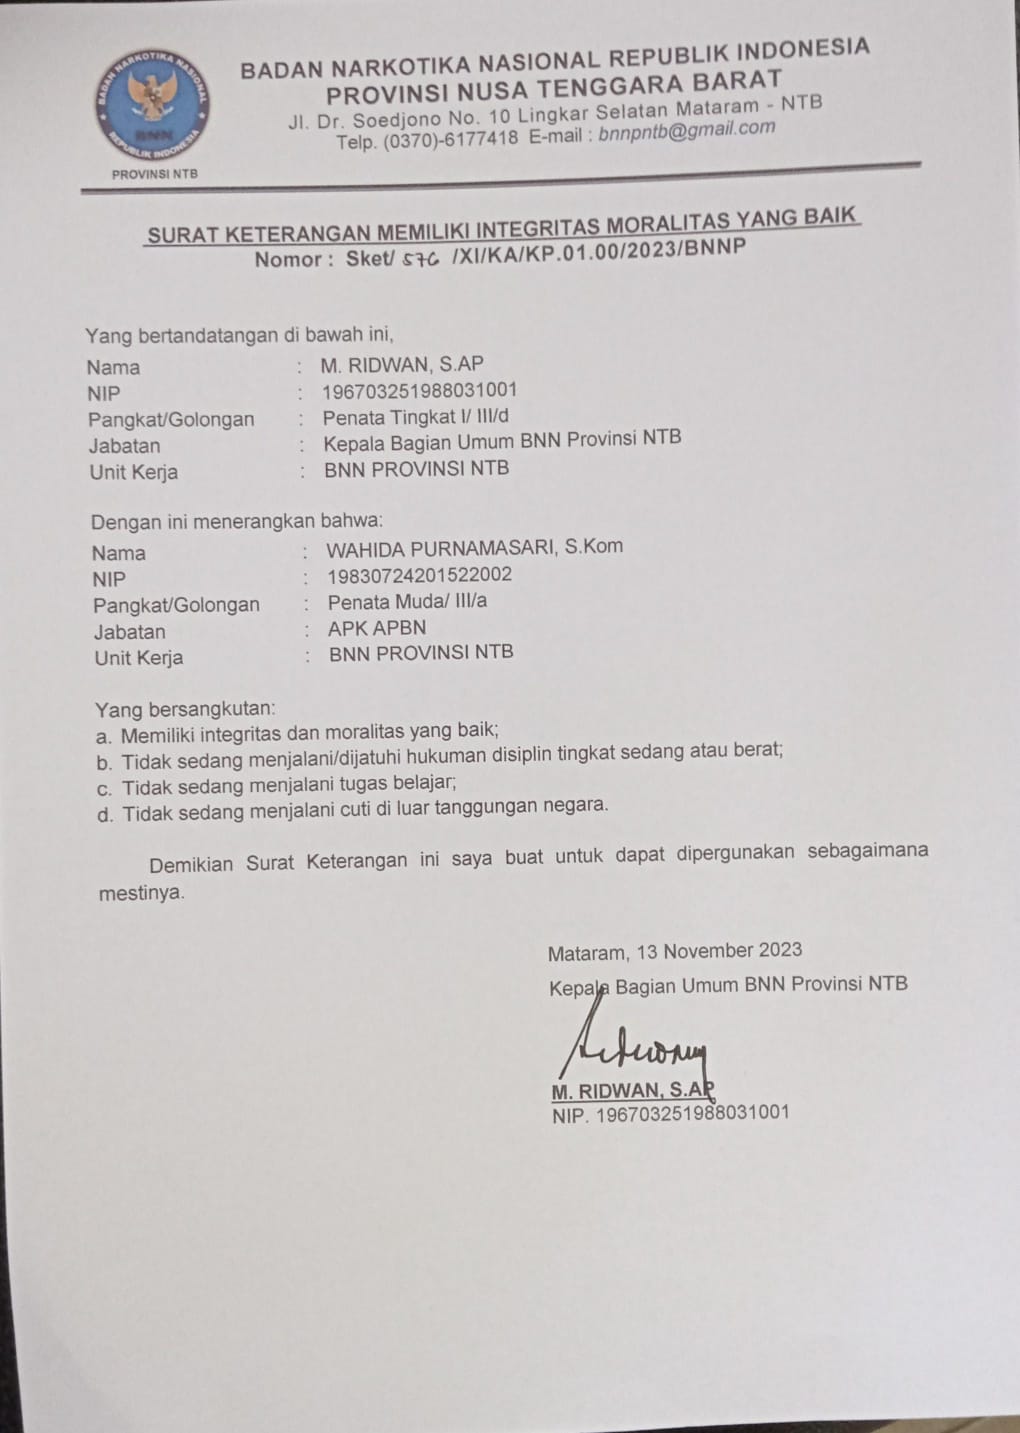 BADAN NARKOTIKA NASIONAL
BNN
REPUBLIK INDONESIA
PROVINSI NTB
BADAN NARKOTIKA NASIONAL REPUBLIK INDONESIA
PROVINSI NUSA TENGGARA BARAT
Jl. Dr. Soedjono No. 10 Lingkar Selatan Mataram - NTB
Telp. (0370)-6177418 E-mail : bnnpntb@gmail.com
SURAT KETERANGAN MEMILIKI INTEGRITAS MORALITAS YANG BAIK
Nomor : Sket/ 576 /XI/KA/KP.01.00/2023/BNNP
Yang bertandatangan di bawah ini,
Nama : M. RIDWAN, S.AP
NIP : 196703251988031001
Pangkat/Golongan : Penata Tingkat I/ III/d
Jabatan : Kepala Bagian Umum BNN Provinsi NTB
Unit Kerja : BNN PROVINSI NTB
Dengan ini menerangkan bahwa:
Nama : WAHIDA PURNAMASARI, S.Kom
NIP : 19830724201522002
Pangkat/Golongan : Penata Muda/ III/a
Jabatan : APK APBN
Unit Kerja : BNN PROVINSI NTB
Yang bersangkutan:
a. Memiliki integritas dan moralitas yang baik;
b. Tidak sedang menjalani/dijatuhi hukuman disiplin tingkat sedang atau berat;
c. Tidak sedang menjalani tugas belajar;
d. Tidak sedang menjalani cuti di luar tanggungan negara.
Demikian Surat Keterangan ini saya buat untuk dapat dipergunakan sebagaimana
mestinya.
Mataram, 13 November 2023
Kepala Bagian Umum BNN Provinsi NTB
M. RIDWAN, S.AP
NIP. 196703251988031001